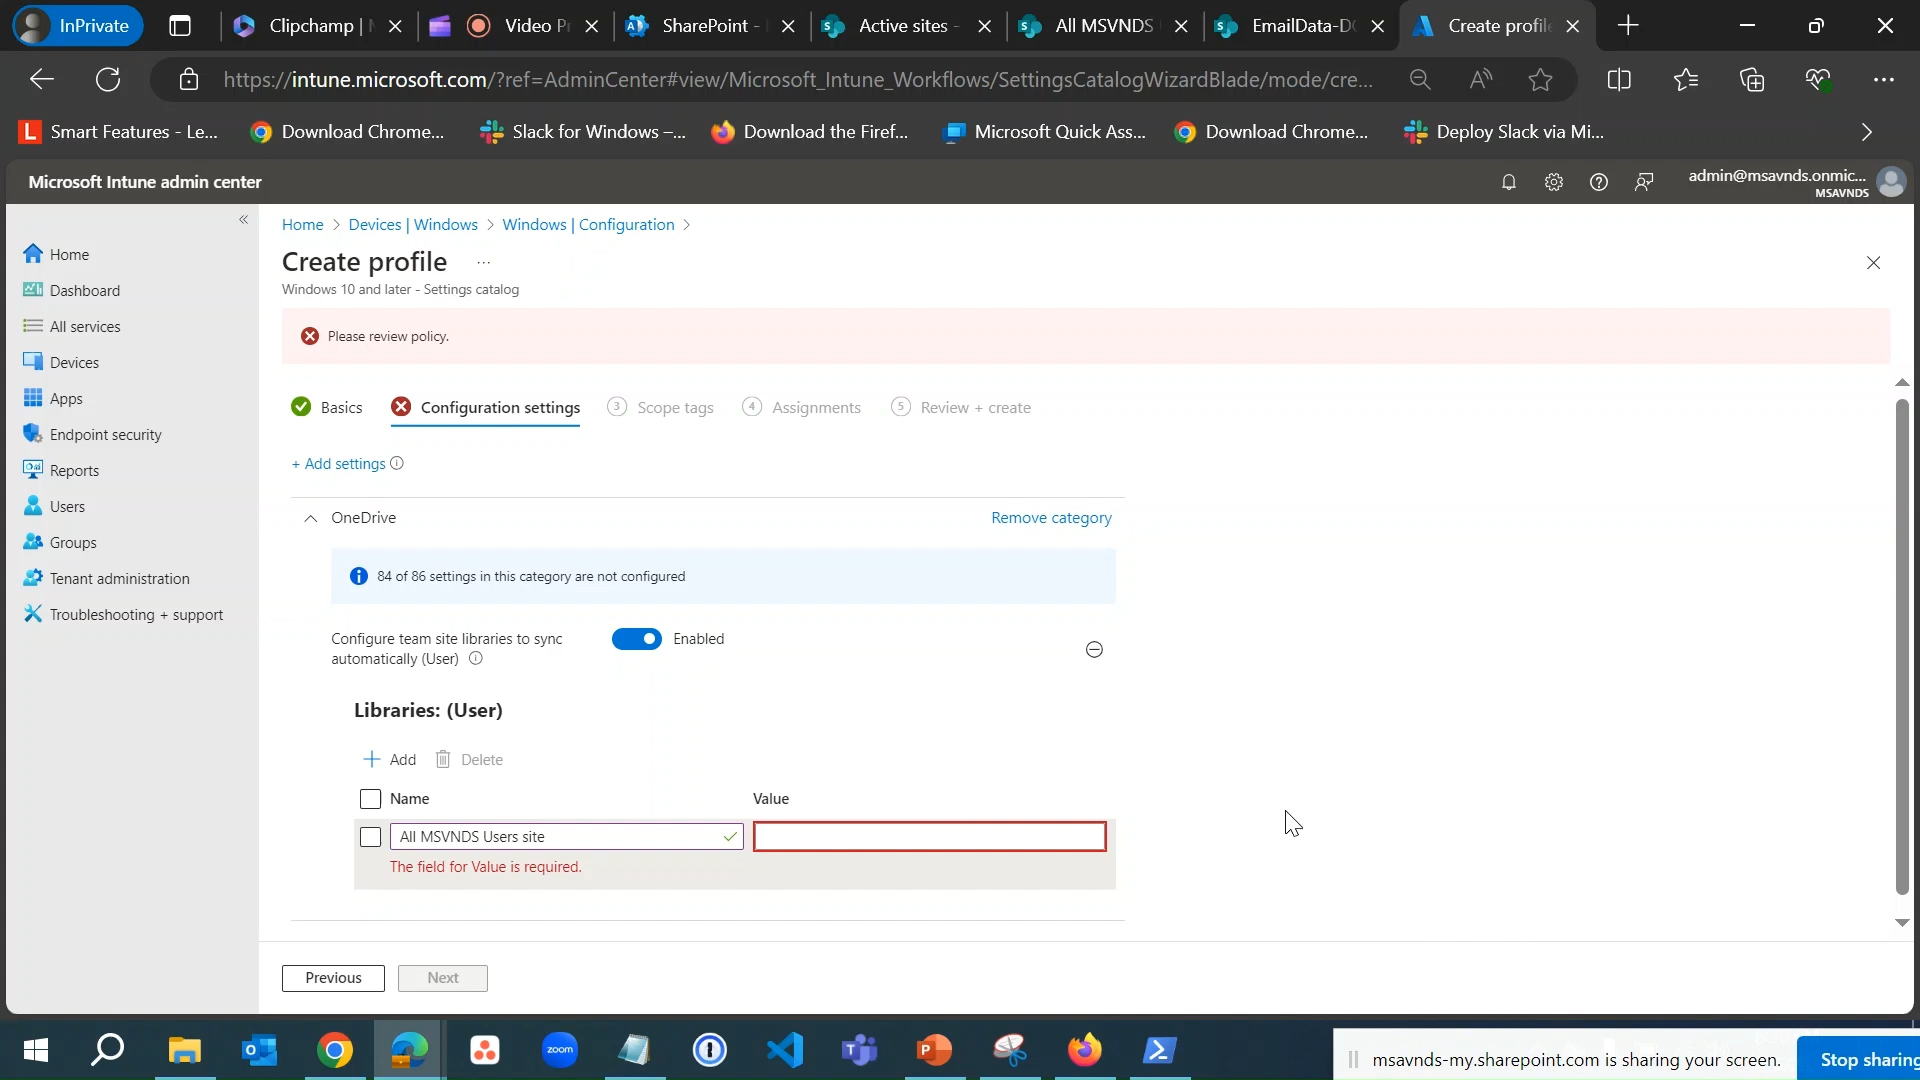 InPrivate
Clipchamp |
Video P
SharePoint -
Active sites -
All MSVNDS
EmailData-D
Create profile
https://intune.microsoft.com/?ref=AdminCenter#view/Microsoft_Intune_Workflows/SettingsCatalogWizardBlade/mode/cre...
Smart Features - Le...
Download Chrome...
Slack for Windows –...
Download the Firef...
Microsoft Quick Ass...
Download Chrome...
Deploy Slack via Mi...
Microsoft Intune admin center
admin@msavnds.onmic...
MSAVNDS
Home
Dashboard
All services
Devices
Apps
Endpoint security
Reports
Users
Groups
Tenant administration
Troubleshooting + support
Home > Devices | Windows > Windows | Configuration >
Create profile ...
Windows 10 and later - Settings catalog
Please review policy.
Basics
Configuration settings
3 Scope tags
4 Assignments
5 Review + create
+ Add settings
OneDrive
Remove category
84 of 86 settings in this category are not configured
Configure team site libraries to sync
automatically (User)
Enabled
Libraries: (User)
+ Add
Delete
Name
Value
All MSVNDS Users site
The field for Value is required.
Previous
Next
zoom
msavnds-my.sharepoint.com is sharing your screen.
Stop sharing